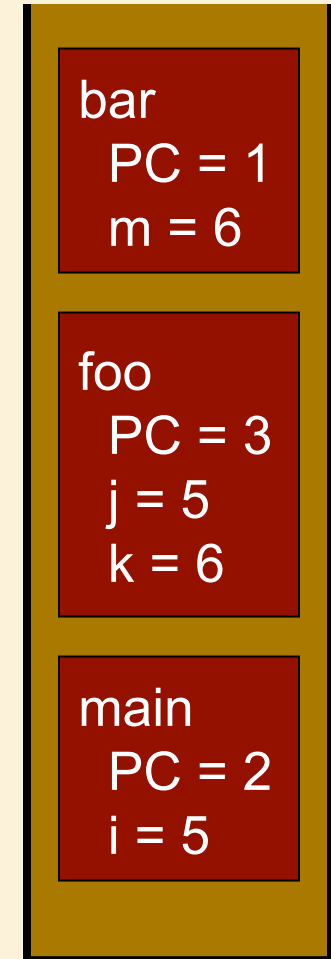 bar
PC = 1
m = 6
foo
PC = 3
j = 5
k = 6
main
PC = 2
i = 5